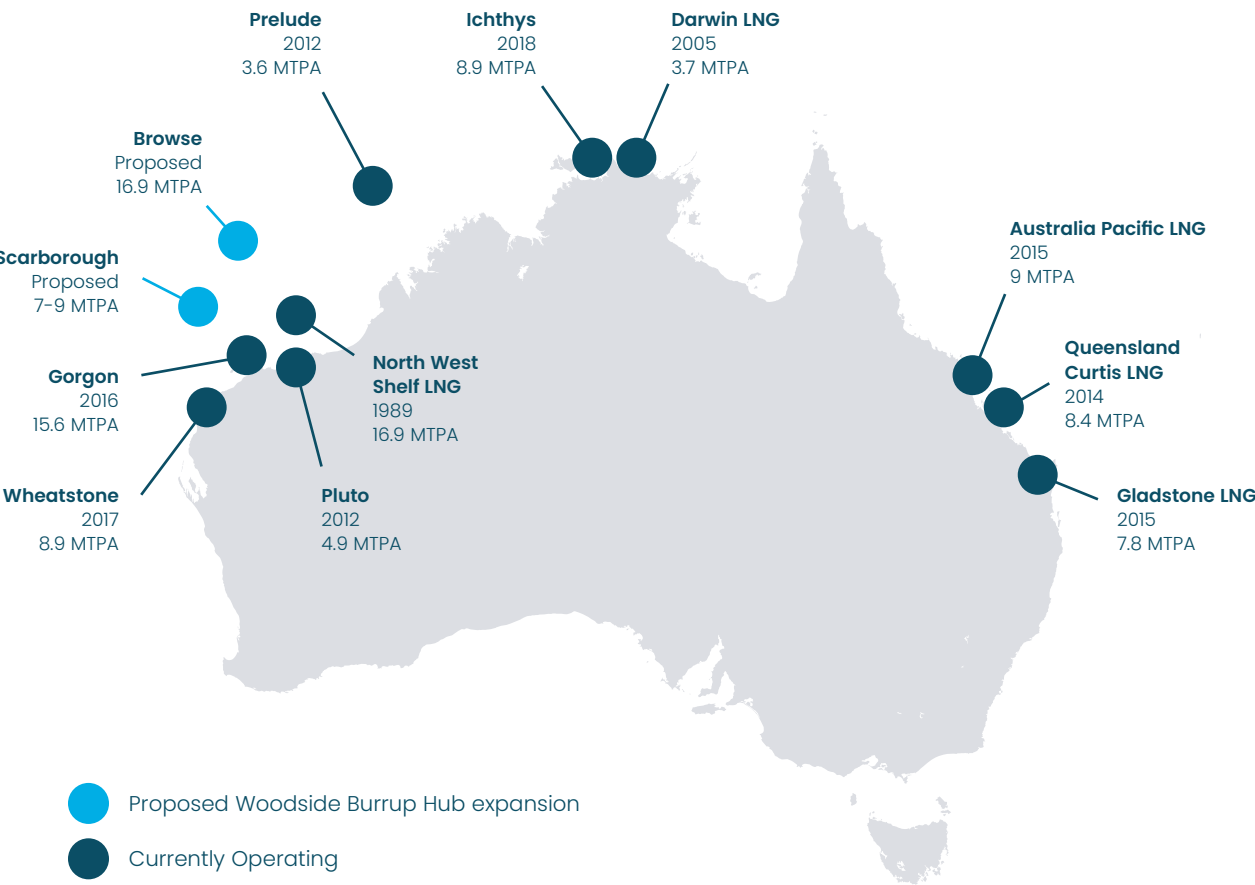 Prelude
2012
3.6 MTPA
Ichthys
2018
8.9 MTPA
Darwin LNG
2005
3.7 MTPA
Browse
Proposed
16.9 MTPA
Scarborough
Proposed
7-9 MTPA
Gorgon
2016
15.6 MTPA
Wheatstone
2017
8.9 MTPA
North West
Shelf LNG
1989
16.9 MTPA
Pluto
2012
4.9 MTPA
Australia Pacific LNG
2015
9 MTPA
Queensland
Curtis LNG
2014
8.4 MTPA
Gladstone LNG
2015
7.8 MTPA
Proposed Woodside Burrup Hub expansion
Currently Operating